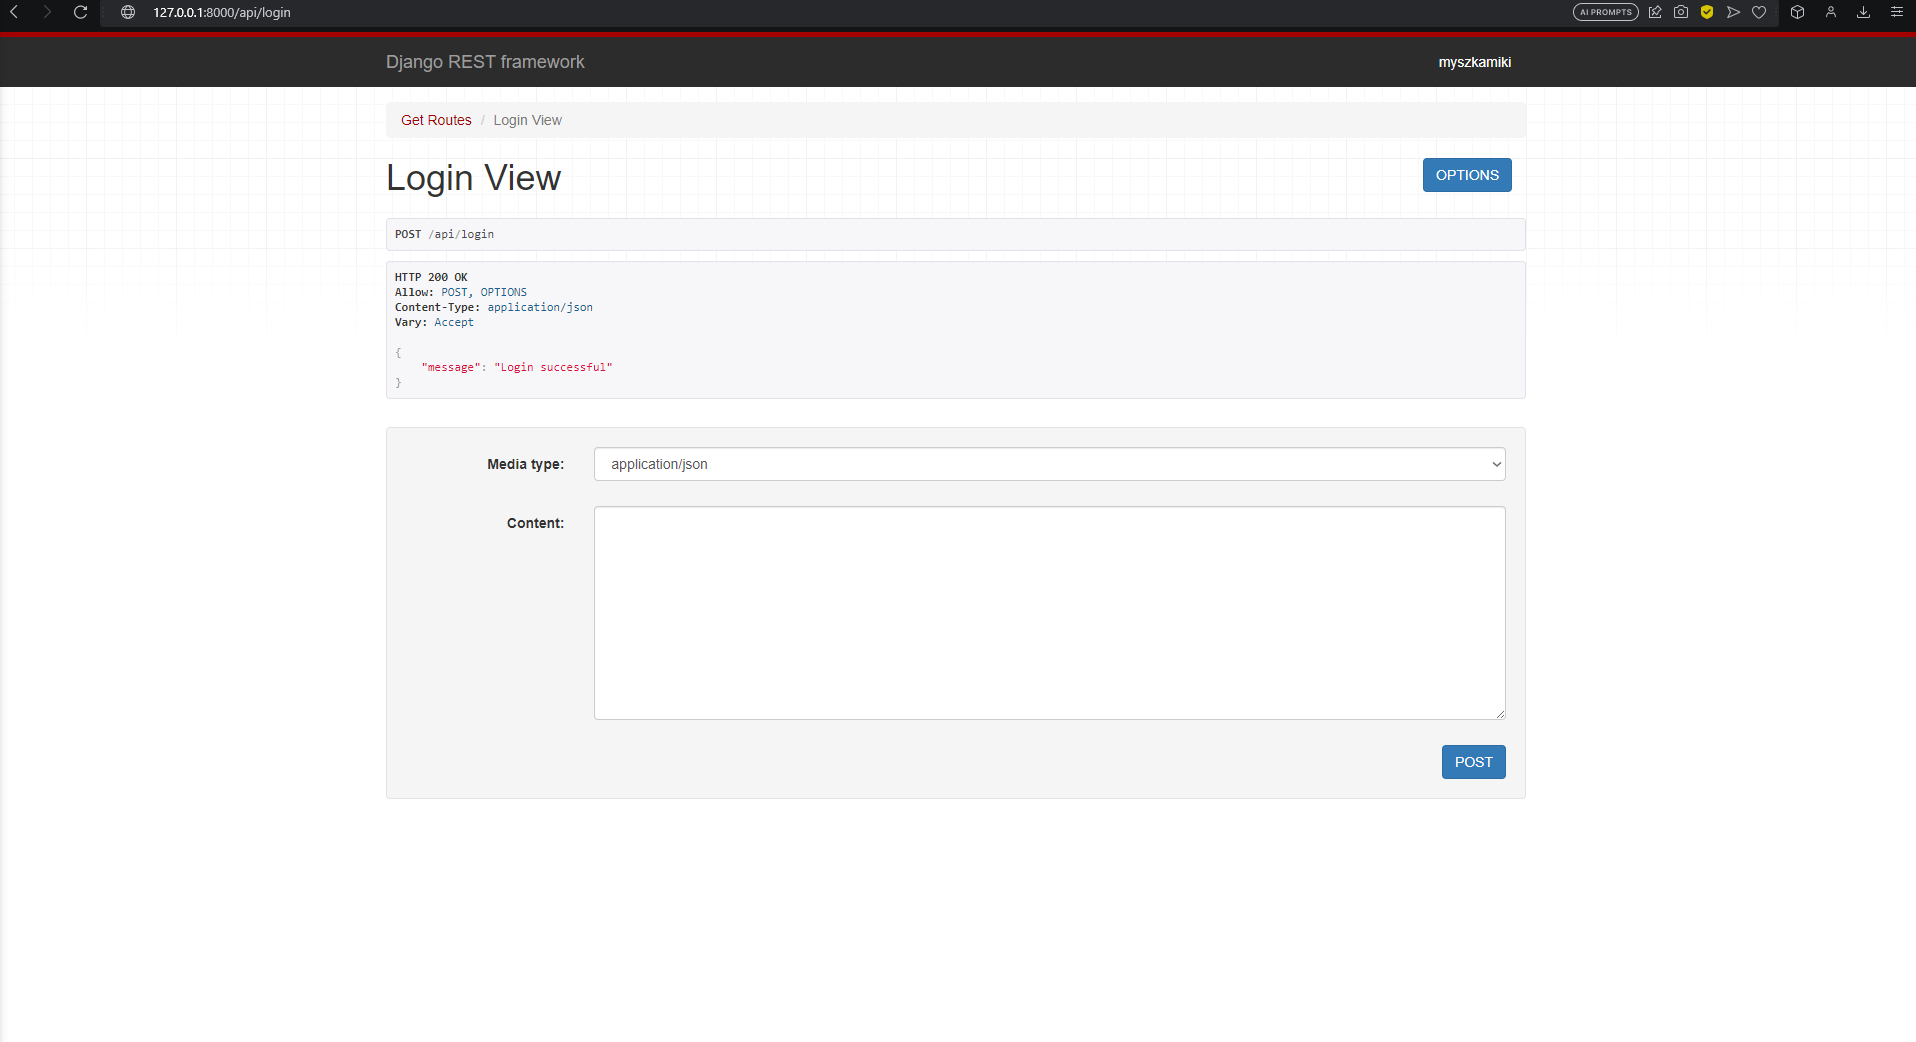 127.0.0.1:8000/api/login
AI PROMPTS
Django REST framework
myszkamiki
Get Routes / Login View
Login View
OPTIONS
POST /api/login
HTTP 200 OK
Allow: POST, OPTIONS
Content-Type: application/json
Vary: Accept
{
"message": "Login successful"
}
Media type:
application/json
Content:
POST